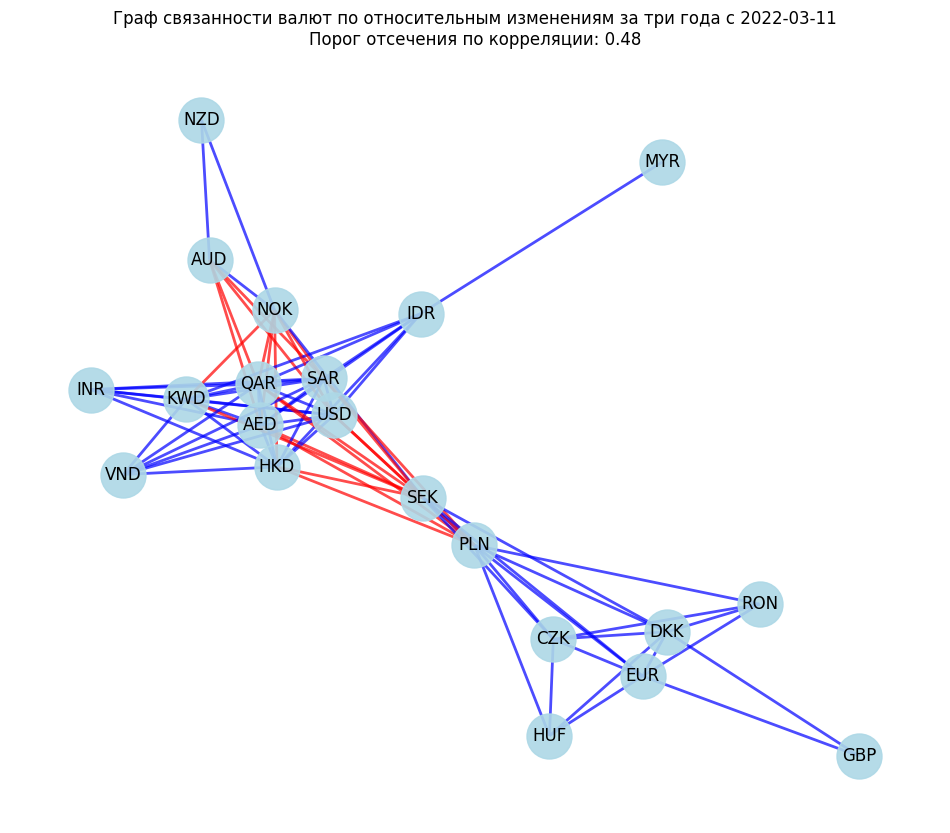 Граф связанности валют по относительным изменениям за три года с 2022-03-11
Порог отсечения по корреляции: 0.48
NZD
MYR
AUD
NOK
IDR
SAR
QAR
INR
KWD
USD
AED
HKD
VND
SEK
PLN
RON
DKK
CZK
EUR
HUF
GBP